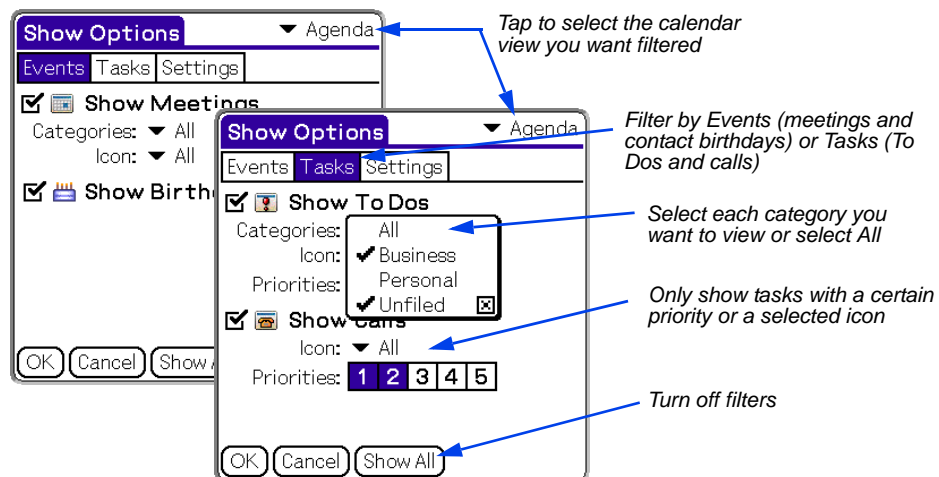 Show Options
Agenda
Events Tasks Settings
Show Meetings
Categories: All
Icon: All
Show Birth
OK Cancel Show
Show Options
Agenda
Events Tasks Settings
Show To Dos
Categories: All
Icon: Business
Priorities: Personal
Unfiled
Show Calls
Icon: All
Priorities: 1 2 3 4 5
OK Cancel Show All
Tap to select the calendar
view you want filtered
Filter by Events (meetings and
contact birthdays) or Tasks (To
Dos and calls)
Select each category you
want to view or select All
Only show tasks with a certain
priority or a selected icon
Turn off filters